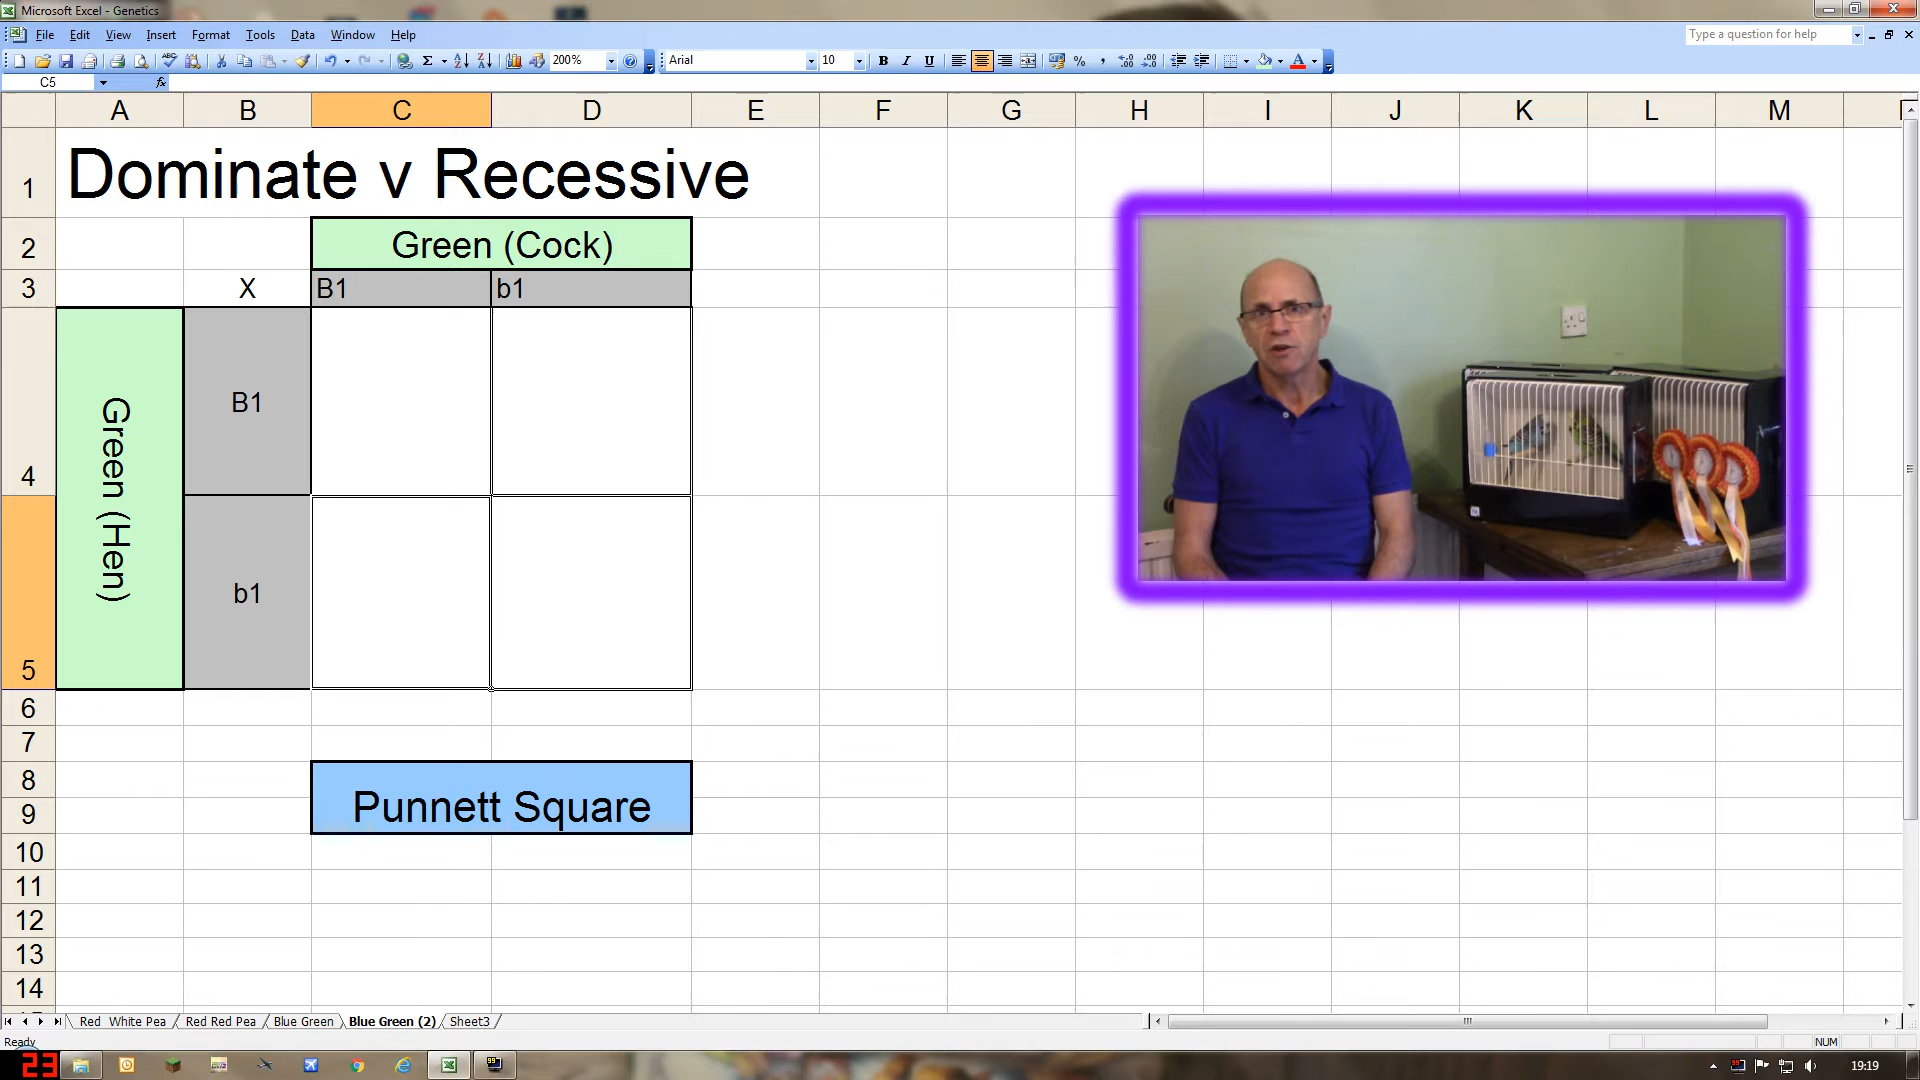 Microsoft Excel - Genetics
File Edit View Insert Format Tools Data Window Help
Type a question for help
200%
Arial
10
B I U
C5
fx
A B C D E F G H I J K L M
1 Dominate v Recessive
2 Green (Cock)
3 X B1 b1
4 B1
Green (Hen)
5 b1
6
7
8
9 Punnett Square
10
11
12
13
14
Red White Pea
Red Red Pea
Blue Green
Blue Green (2)
Sheet3
Ready
NUM
23
19:19